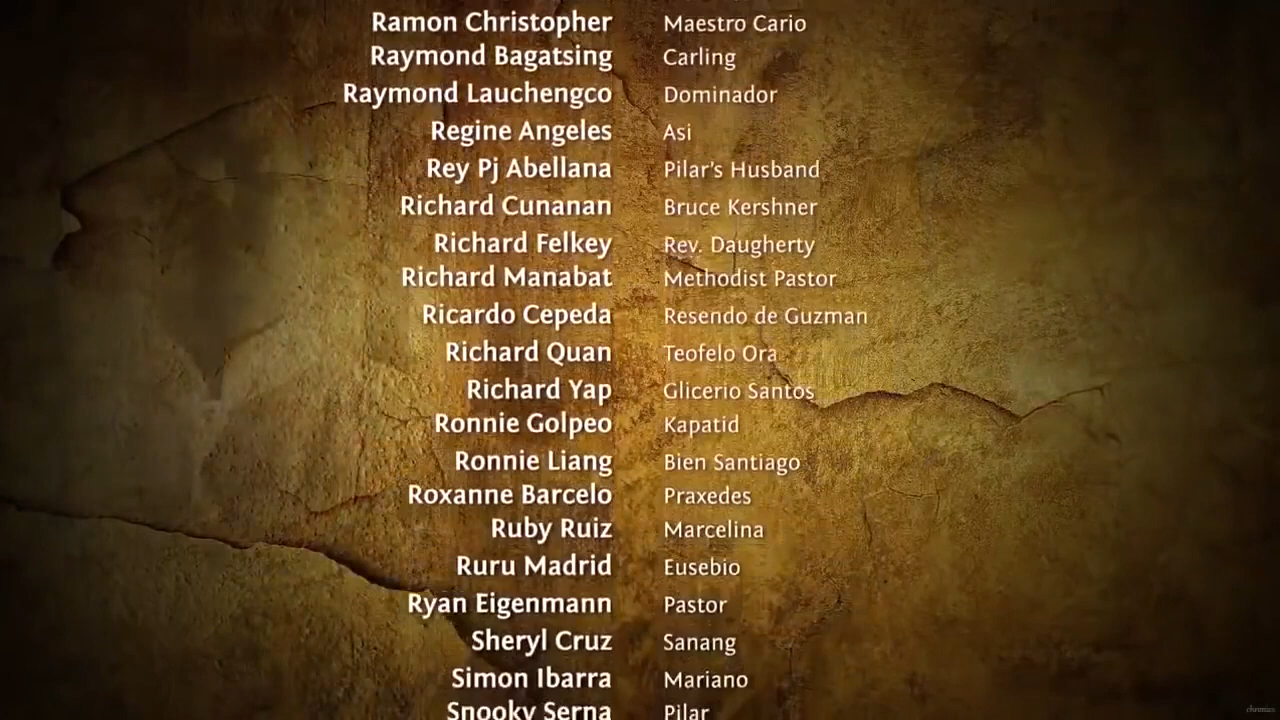 Ramon Christopher Maestro Cario
Raymond Bagatsing Carling
Raymond Lauchengco Dominador
Regine Angeles Asi
Rey Pj Abellana Pilar's Husband
Richard Cunanan Bruce Kershner
Richard Felkey Rev. Daugherty
Richard Manabat Methodist Pastor
Ricardo Cepeda Resendo de Guzman
Richard Quan Teofelo Ora
Richard Yap Glicerio Santos
Ronnie Golpeo Kapatid
Ronnie Liang Bien Santiago
Roxanne Barcelo Praxedes
Ruby Ruiz Marcelina
Ruru Madrid Eusebio
Ryan Eigenmann Pastor
Sheryl Cruz Sanang
Simon Ibarra Mariano
Snooky Serna Pilar